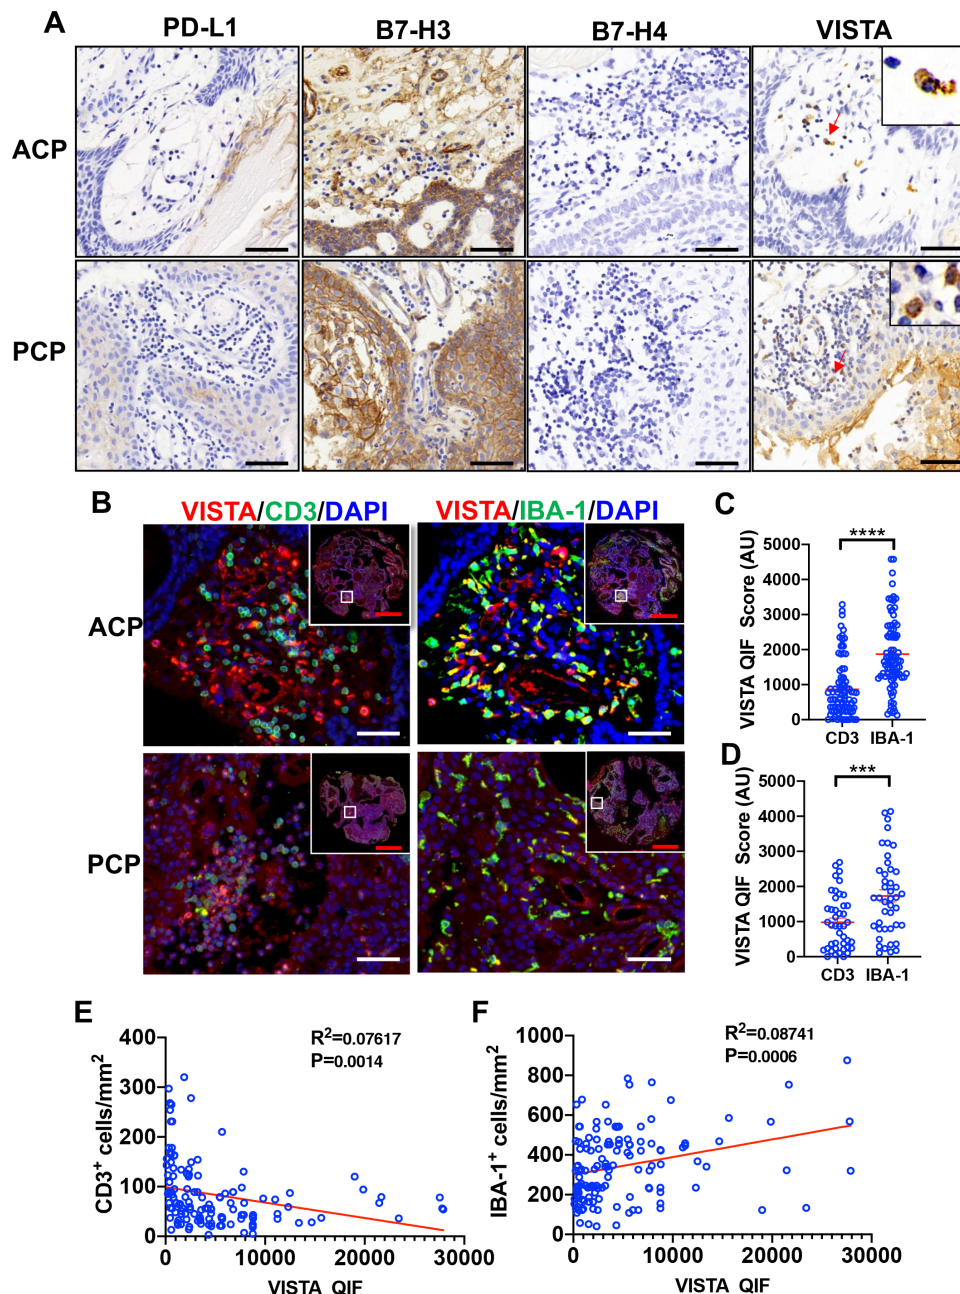 A
PD-L1 B7-H3 B7-H4 VISTA
ACP
PCP
B
VISTA/CD3/DAPI VISTA/IBA-1/DAPI
ACP
PCP
C
****
VISTA QIF Score (AU)
5000
4000
3000
2000
1000
0
CD3 IBA-1
D
***
VISTA QIF Score (AU)
5000
4000
3000
2000
1000
0
CD3 IBA-1
E
R²=0.07617
P=0.0014
CD3⁺ cells/mm²
400
300
200
100
0
0 10000 20000 30000
VISTA QIF
F
R²=0.08741
P=0.0006
IBA-1⁺ cells/mm²
1000
800
600
400
200
0
0 10000 20000 30000
VISTA QIF